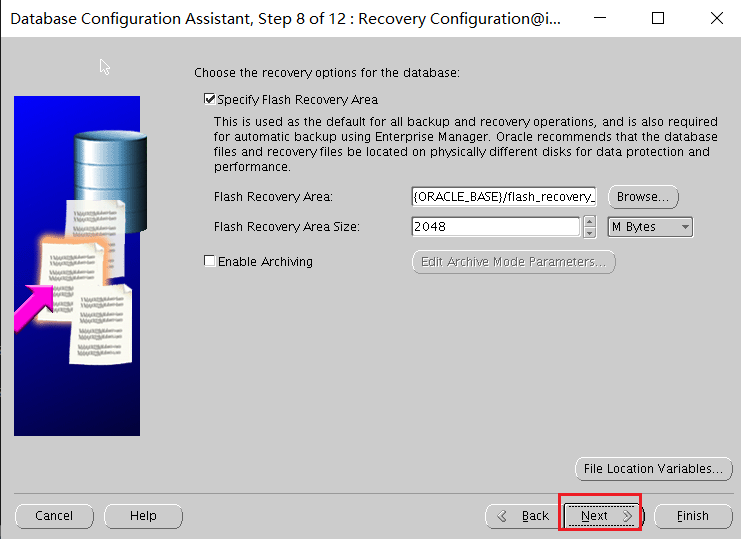 Database Configuration Assistant, Step 8 of 12 : Recovery Configuration@i...
Choose the recovery options for the database:
Specify Flash Recovery Area
This is used as the default for all backup and recovery operations, and is also required
for automatic backup using Enterprise Manager. Oracle recommends that the database
files and recovery files be located on physically different disks for data protection and
performance.
Flash Recovery Area:
{ORACLE_BASE}/flash_recovery_
Browse...
Flash Recovery Area Size:
2048
M Bytes
Enable Archiving
Edit Archive Mode Parameters...
File Location Variables...
Cancel
Help
Back
Next
Finish